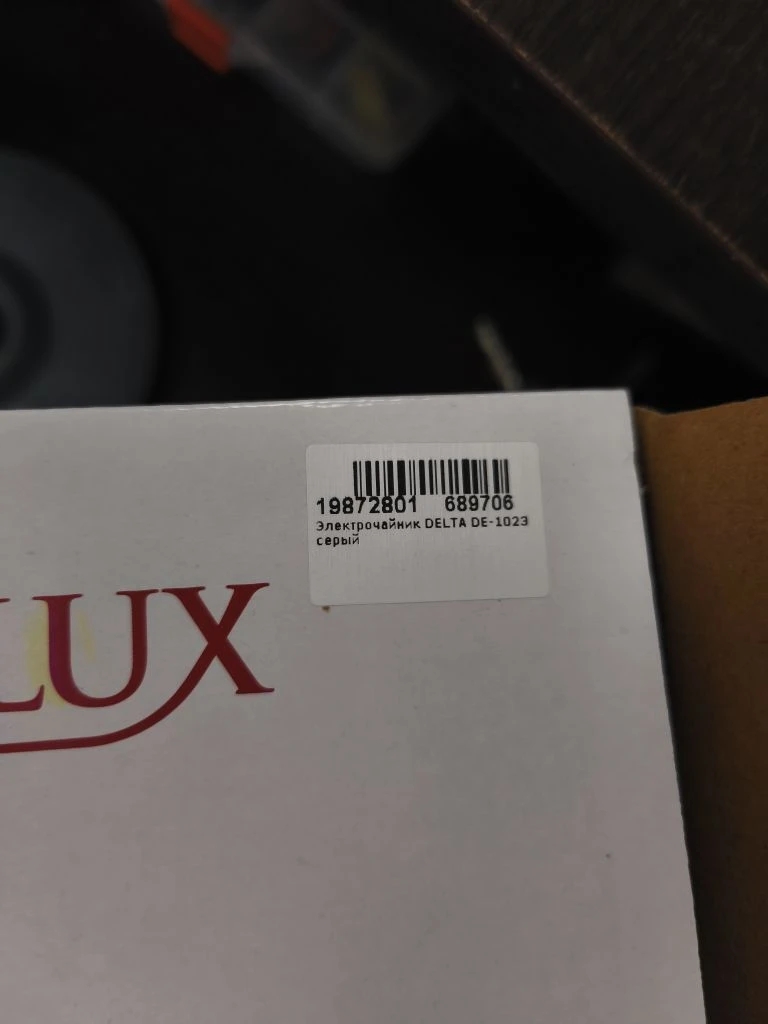 19872801 689706
Электрочайник DELTA DE-1023
серый
LUX